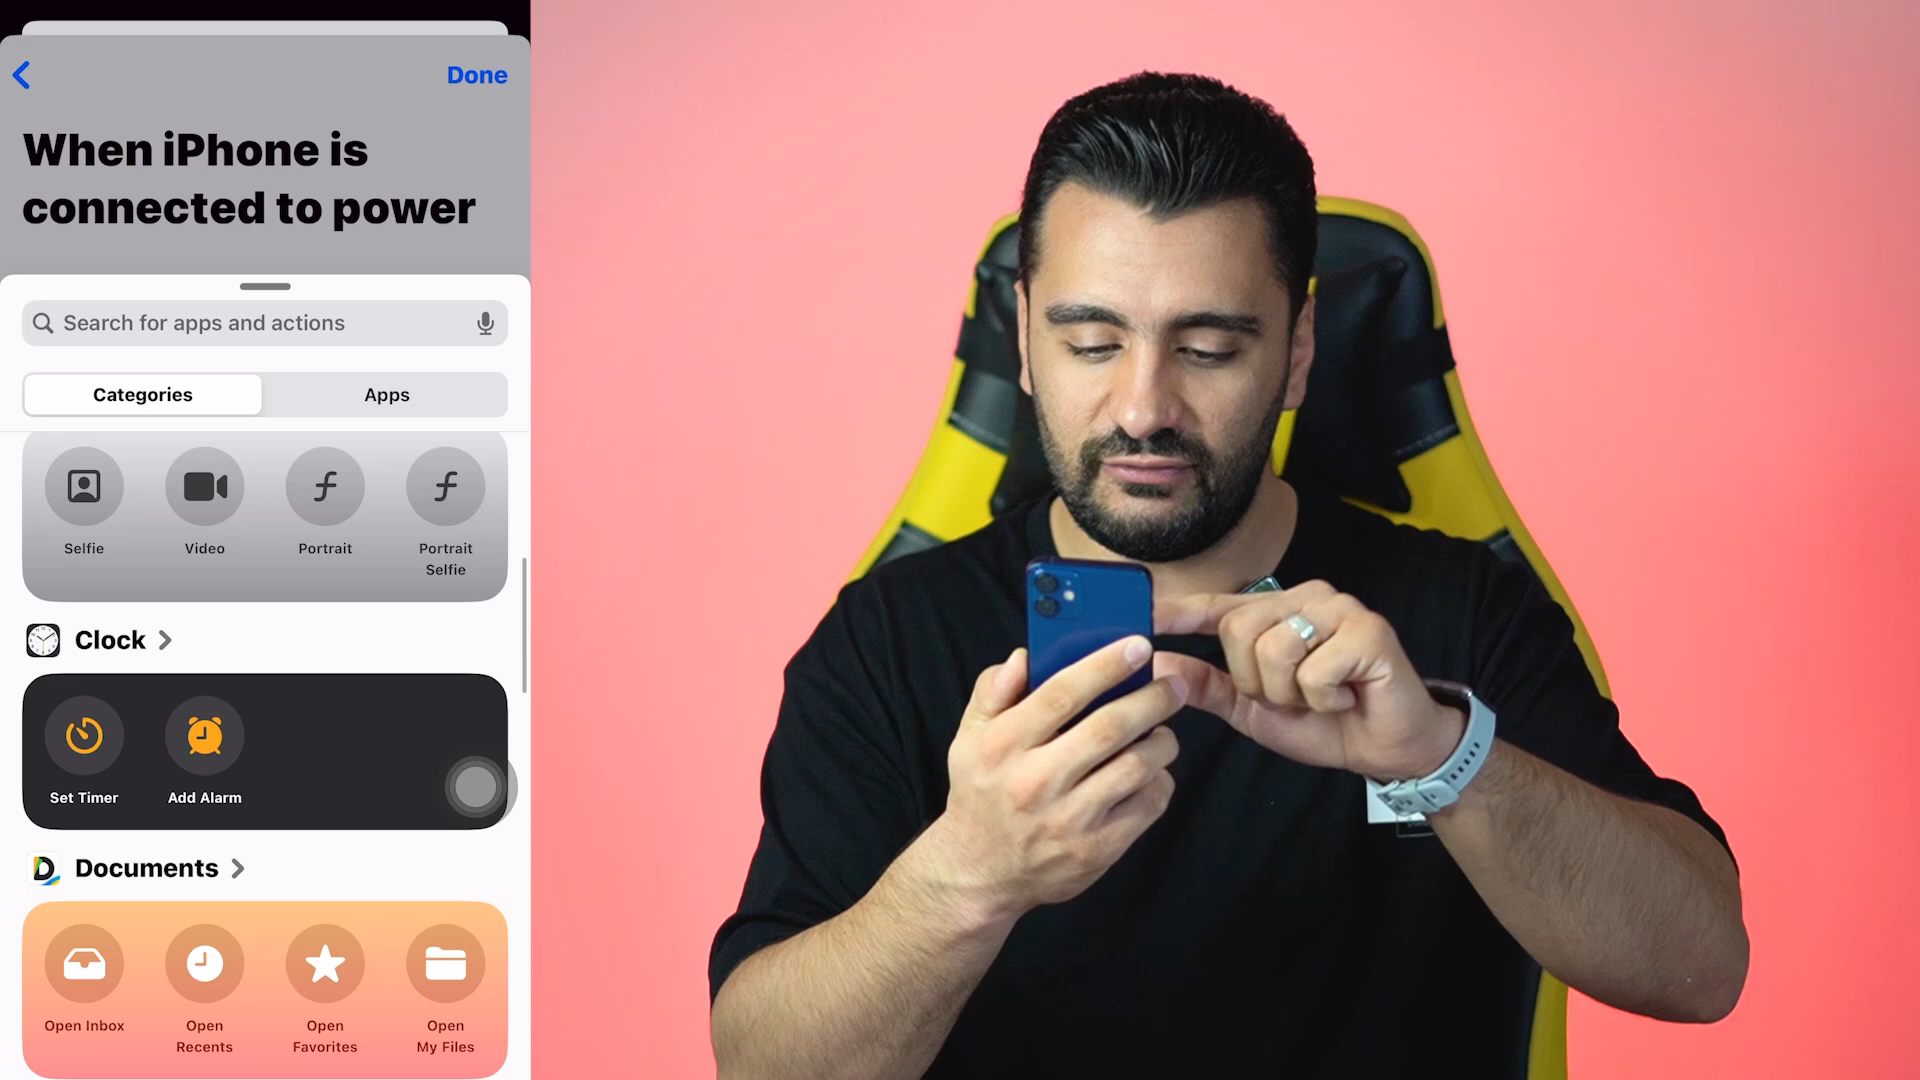 Done
When iPhone is
connected to power
Search for apps and actions
Categories
Apps
Selfie
Video
Portrait
Portrait
Selfie
Clock
Set Timer
Add Alarm
Documents
Open Inbox
Open
Recents
Open
Favorites
Open
My Files